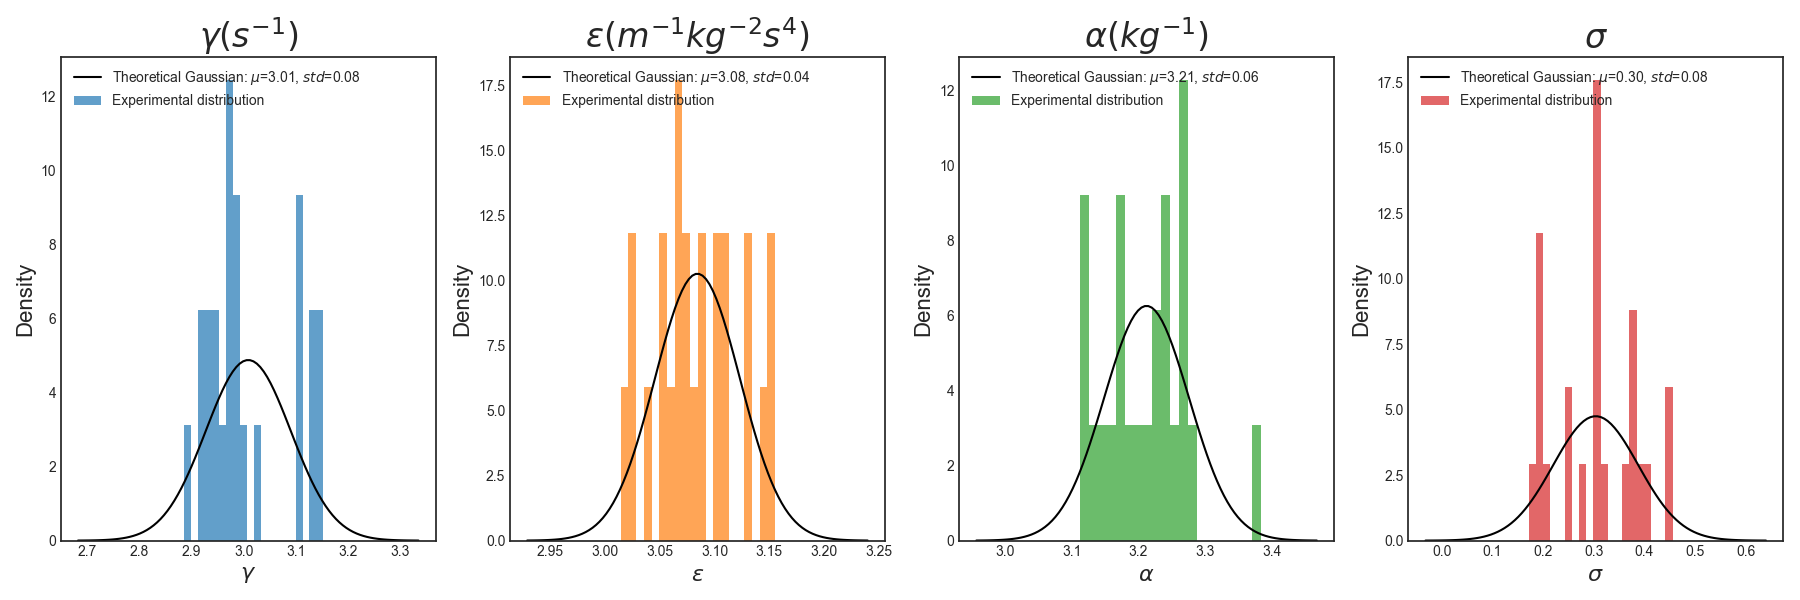 γ(s⁻¹)
Theoretical Gaussian: μ=3.01, std=0.08
Experimental distribution
Density
12
10
8
6
4
2
0
2.7 2.8 2.9 3.0 3.1 3.2 3.3
γ
ε(m⁻¹kg⁻²s⁴)
Theoretical Gaussian: μ=3.08, std=0.04
Experimental distribution
Density
17.5
15.0
12.5
10.0
7.5
5.0
2.5
0.0
2.95 3.00 3.05 3.10 3.15 3.20 3.25
ε
α(kg⁻¹)
Theoretical Gaussian: μ=3.21, std=0.06
Experimental distribution
Density
12
10
8
6
4
2
0
3.0 3.1 3.2 3.3 3.4
α
σ
Theoretical Gaussian: μ=0.30, std=0.08
Experimental distribution
Density
17.5
15.0
12.5
10.0
7.5
5.0
2.5
0.0
0.0 0.1 0.2 0.3 0.4 0.5 0.6
σ